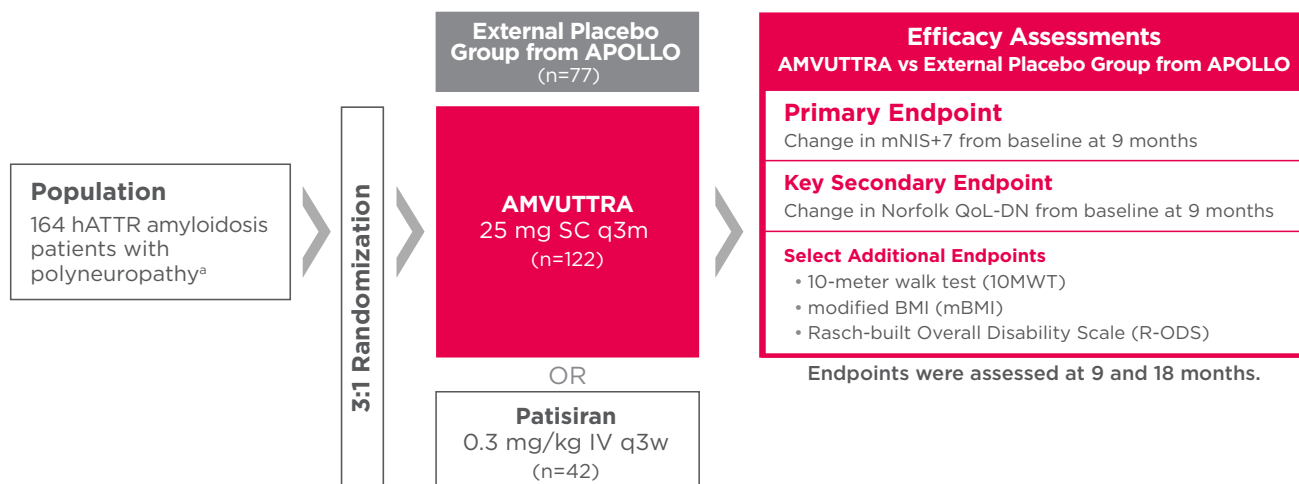 Population
164 hATTR amyloidosis
patients with
polyneuropathyᵃ
3:1 Randomization
External Placebo
Group from APOLLO
(n=77)
AMVUTTRA
25 mg SC q3m
(n=122)
OR
Patisiran
0.3 mg/kg IV q3w
(n=42)
Efficacy Assessments
AMVUTTRA vs External Placebo Group from APOLLO
Primary Endpoint
Change in mNIS+7 from baseline at 9 months
Key Secondary Endpoint
Change in Norfolk QoL-DN from baseline at 9 months
Select Additional Endpoints
• 10-meter walk test (10MWT)
• modified BMI (mBMI)
• Rasch-built Overall Disability Scale (R-ODS)
Endpoints were assessed at 9 and 18 months.